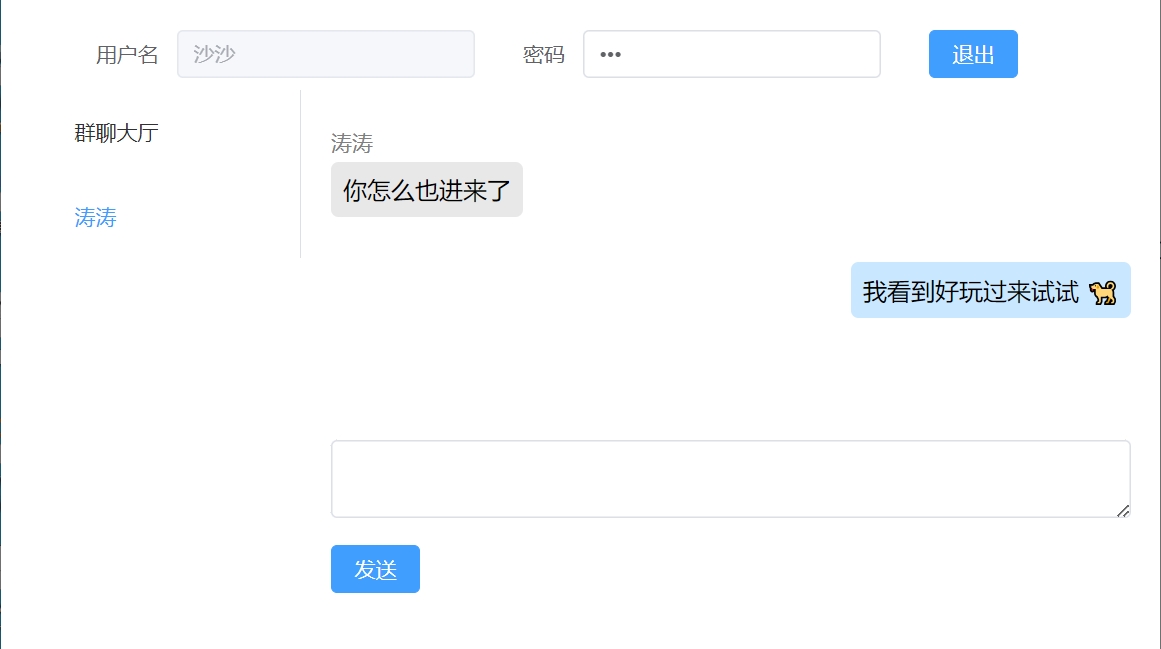 用户名 沙沙 密码 ••• 退出
群聊大厅
涛涛
涛涛
你怎么也进来了
我看到好玩过来试试 🐕
发送